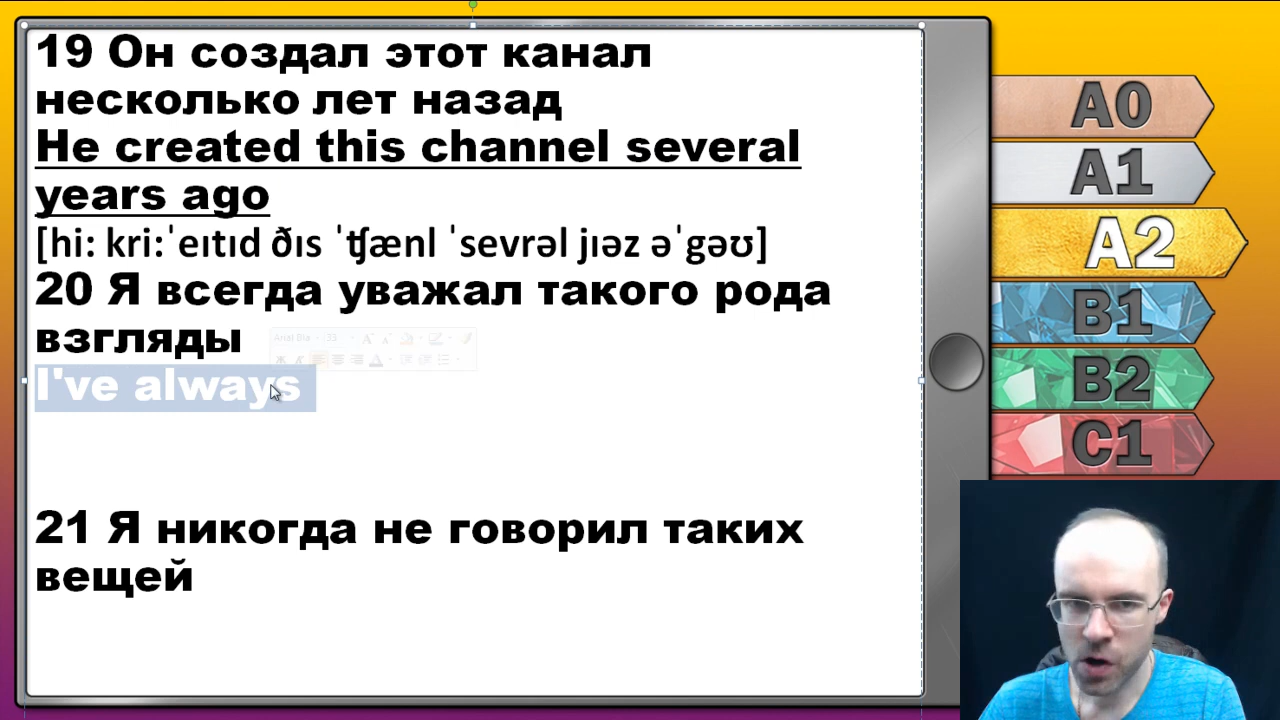 19 Он создал этот канал
несколько лет назад
He created this channel several
years ago
[hi: kri:ˈeɪtɪd ðɪs ˈʧænl ˈsevrəl jɪəz əˈgəʊ]
20 Я всегда уважал такого рода
взгляды
I've always
21 Я никогда не говорил таких
вещей
A0
A1
A2
B1
B2
C1